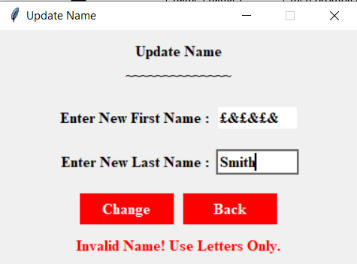 Update Name
Update Name
~~~~~~~~~~~~~~~
Enter New First Name : £&£&£&
Enter New Last Name : Smith
Change Back
Invalid Name! Use Letters Only.